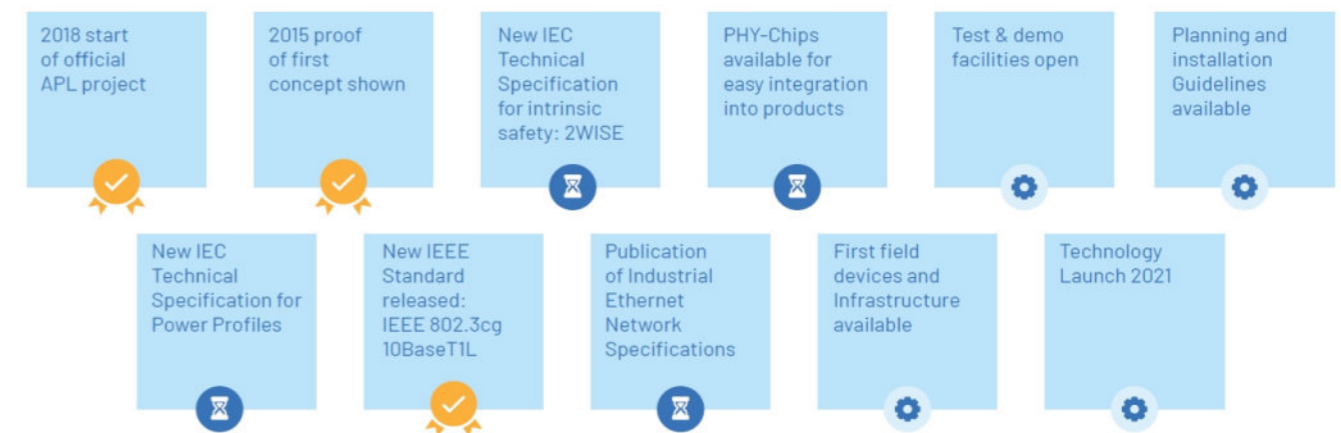 2018 start
of official
APL project
2015 proof
of first
concept shown
New IEC
Technical
Specification
for intrinsic
safety: 2WISE
PHY-Chips
available for
easy integration
into products
Test & demo
facilities open
Planning and
installation
Guidelines
available
New IEC
Technical
Specification for
Power Profiles
New IEEE
Standard
released:
IEEE 802.3cg
10BaseT1L
Publication
of Industrial
Ethernet
Network
Specifications
First field
devices and
Infrastructure
available
Technology
Launch 2021